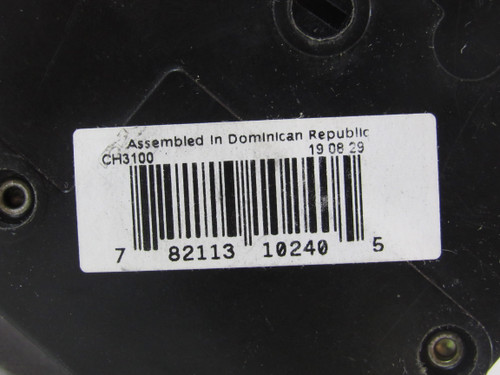 Assembled in Dominican Republic
CH3100 19 08 29
7 82113 10240 5